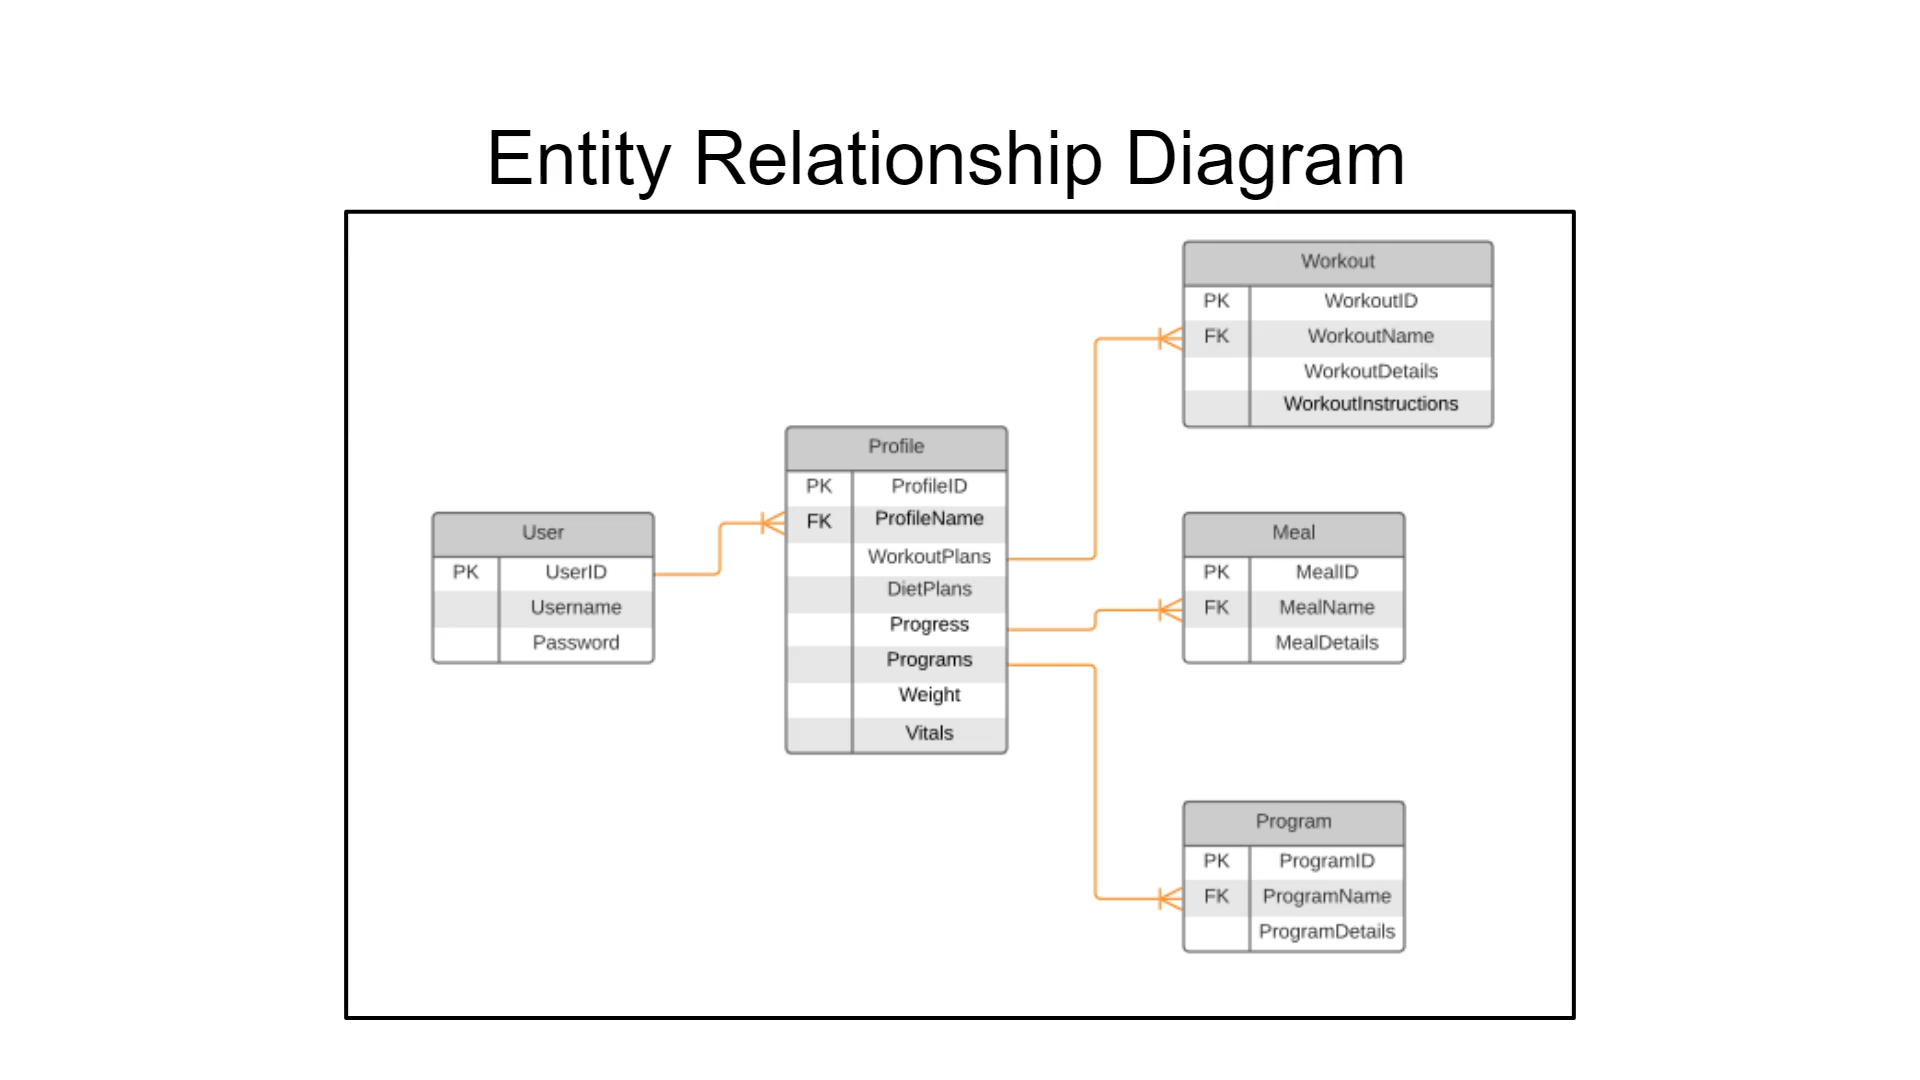 Entity Relationship Diagram
User
PK UserID
Username
Password
Profile
PK ProfileID
FK ProfileName
WorkoutPlans
DietPlans
Progress
Programs
Weight
Vitals
Workout
PK WorkoutID
FK WorkoutName
WorkoutDetails
WorkoutInstructions
Meal
PK MealID
FK MealName
MealDetails
Program
PK ProgramID
FK ProgramName
ProgramDetails